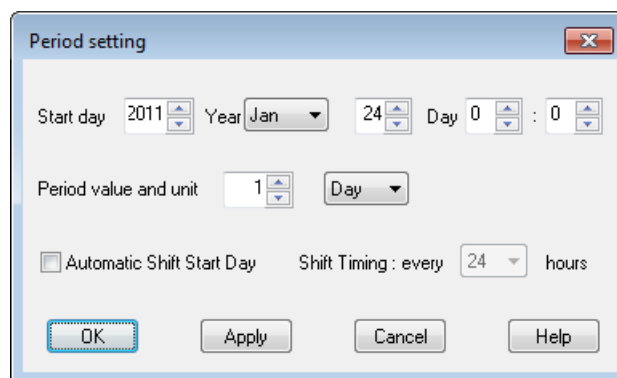 Period setting
Start day 2011 Year Jan 24 Day 0 : 0
Period value and unit 1 Day
Automatic Shift Start Day Shift Timing : every 24 hours
OK Apply Cancel Help